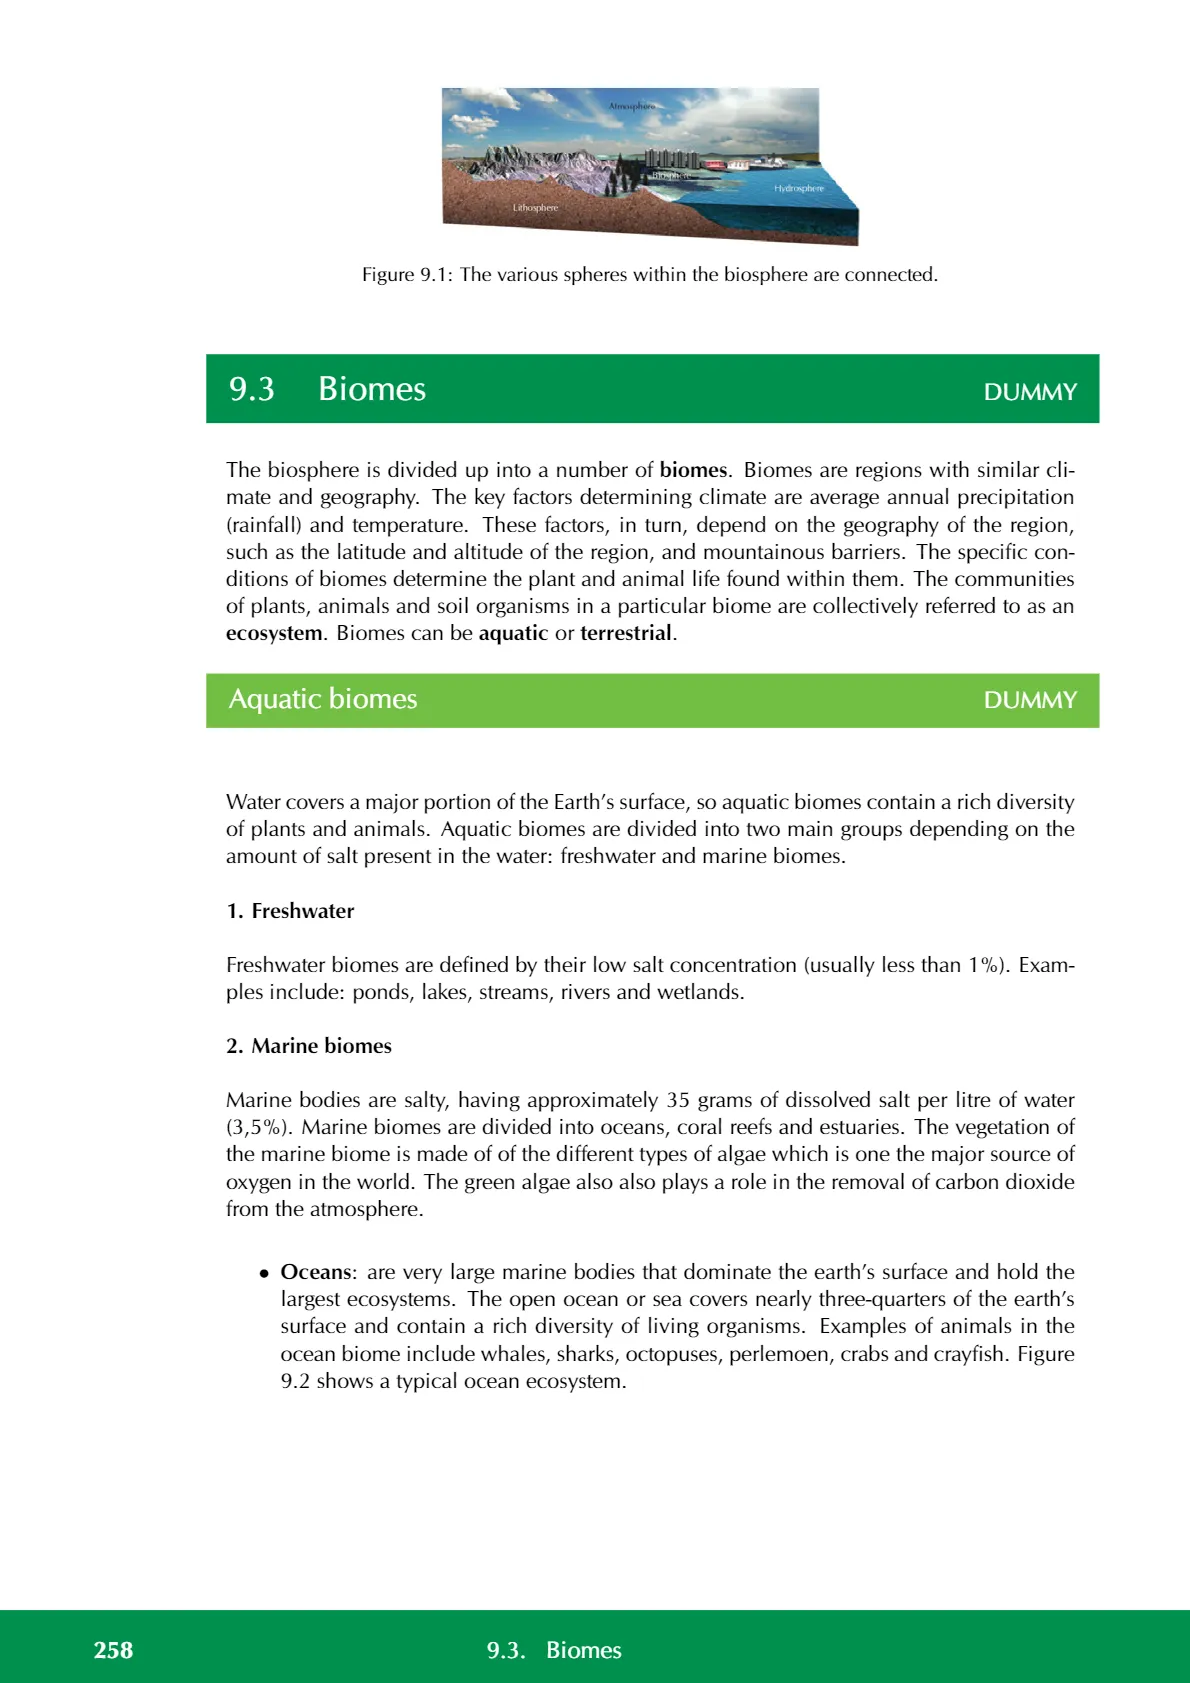 Atmosphere
Biosphere
Hydrosphere
Lithosphere
Figure 9.1: The various spheres within the biosphere are connected.
9.3 Biomes DUMMY
The biosphere is divided up into a number of biomes. Biomes are regions with similar cli-
mate and geography. The key factors determining climate are average annual precipitation
(rainfall) and temperature. These factors, in turn, depend on the geography of the region,
such as the latitude and altitude of the region, and mountainous barriers. The specific con-
ditions of biomes determine the plant and animal life found within them. The communities
of plants, animals and soil organisms in a particular biome are collectively referred to as an
ecosystem. Biomes can be aquatic or terrestrial.
Aquatic biomes DUMMY
Water covers a major portion of the Earth's surface, so aquatic biomes contain a rich diversity
of plants and animals. Aquatic biomes are divided into two main groups depending on the
amount of salt present in the water: freshwater and marine biomes.
1. Freshwater
Freshwater biomes are defined by their low salt concentration (usually less than 1%). Exam-
ples include: ponds, lakes, streams, rivers and wetlands.
2. Marine biomes
Marine bodies are salty, having approximately 35 grams of dissolved salt per litre of water
(3,5%). Marine biomes are divided into oceans, coral reefs and estuaries. The vegetation of
the marine biome is made of of the different types of algae which is one the major source of
oxygen in the world. The green algae also also plays a role in the removal of carbon dioxide
from the atmosphere.
• Oceans: are very large marine bodies that dominate the earth's surface and hold the
largest ecosystems. The open ocean or sea covers nearly three-quarters of the earth's
surface and contain a rich diversity of living organisms. Examples of animals in the
ocean biome include whales, sharks, octopuses, perlemoen, crabs and crayfish. Figure
9.2 shows a typical ocean ecosystem.
258 9.3. Biomes